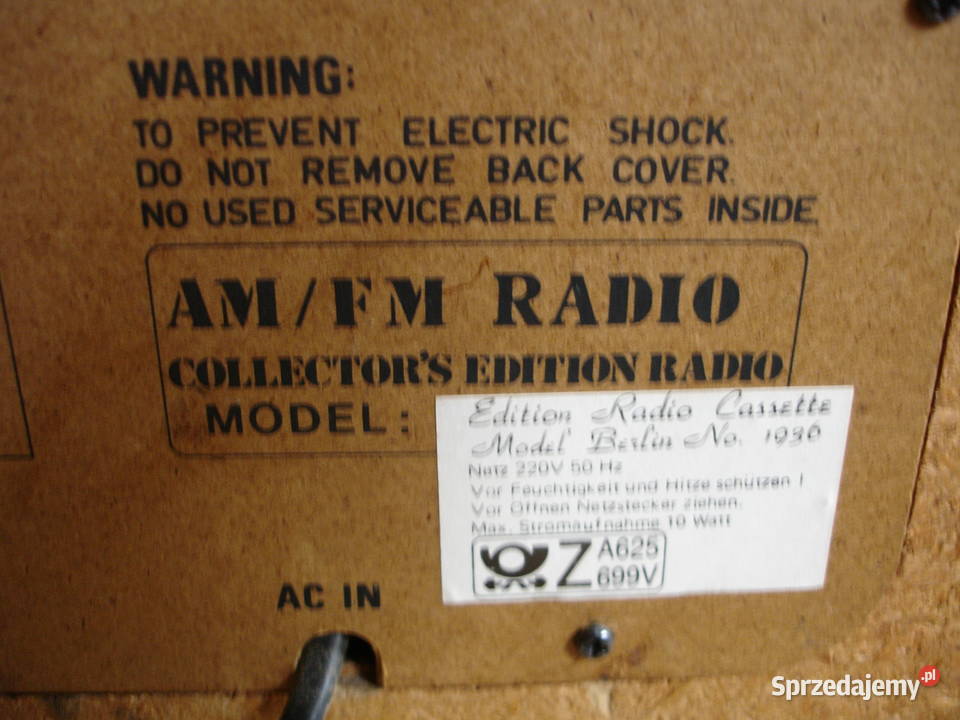 WARNING:
TO PREVENT ELECTRIC SHOCK.
DO NOT REMOVE BACK COVER.
NO USED SERVICEABLE PARTS INSIDE
AM/FM RADIO
COLLECTOR'S EDITION RADIO
MODEL:
Edition Radio Cassette
Model Berlin No. 1936
Netz 220V 50 Hz
Vor Feuchtigkeit und Hitze schützen !
Vor Öffnen Netzstecker ziehen.
Max. Stromaufnahme 10 Watt
Z A625
699V
AC IN
Sprzedajemy.pl